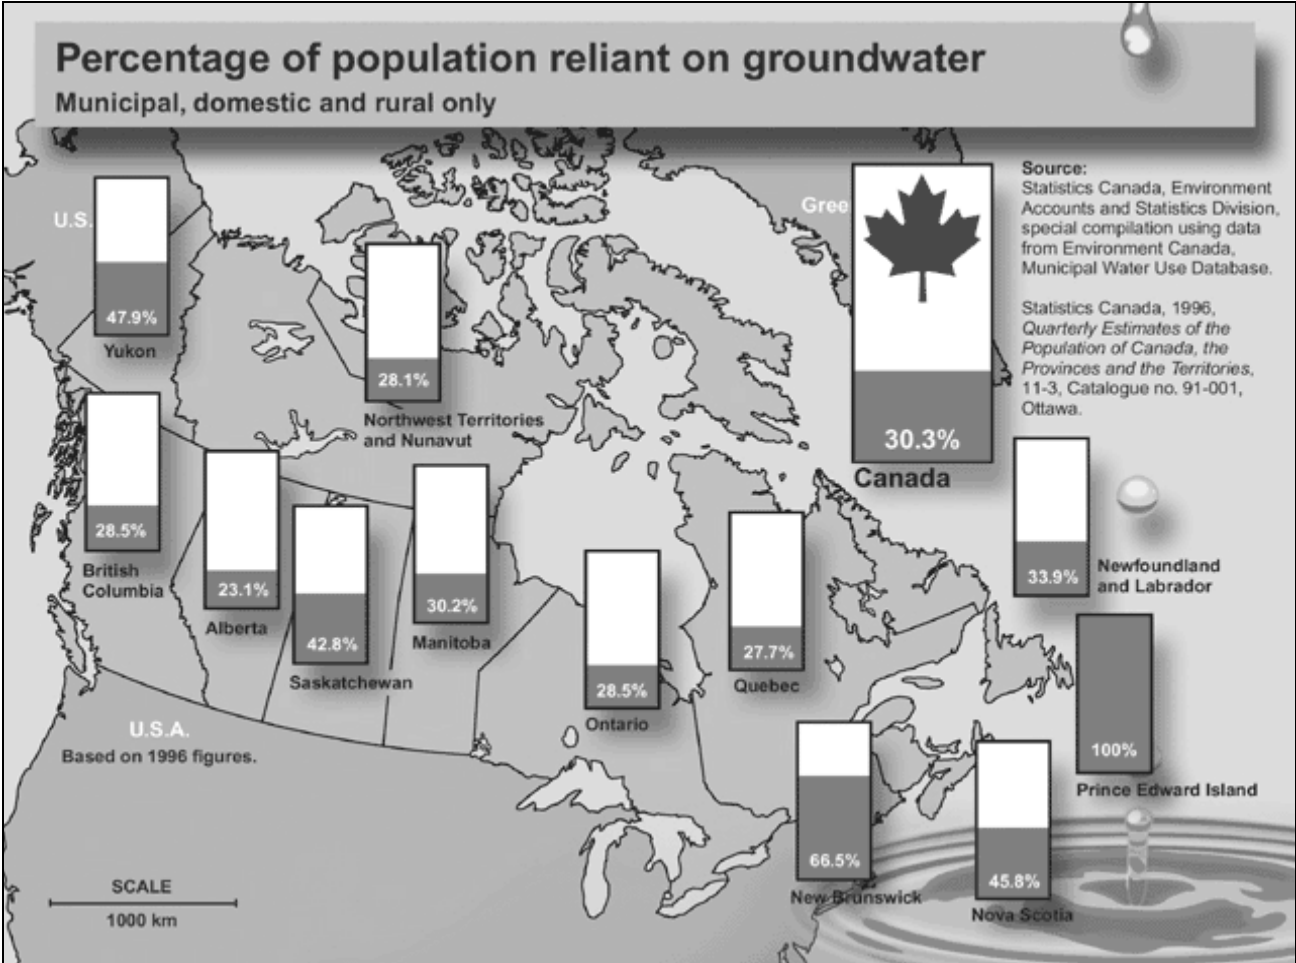 Percentage of population reliant on groundwater
Municipal, domestic and rural only
Source:
Statistics Canada, Environment
Accounts and Statistics Division,
special compilation using data
from Environment Canada,
Municipal Water Use Database.
Statistics Canada, 1996,
Quarterly Estimates of the
Population of Canada, the
Provinces and the Territories,
11-3, Catalogue no. 91-001,
Ottawa.
U.S.
Gree
47.9%
Yukon
28.1%
Northwest Territories
and Nunavut
30.3%
Canada
28.5%
British
Columbia
23.1%
Alberta
42.8%
Saskatchewan
30.2%
Manitoba
28.5%
Ontario
27.7%
Quebec
33.9%
Newfoundland
and Labrador
100%
Prince Edward Island
66.5%
New Brunswick
45.8%
Nova Scotia
U.S.A.
Based on 1996 figures.
SCALE
1000 km